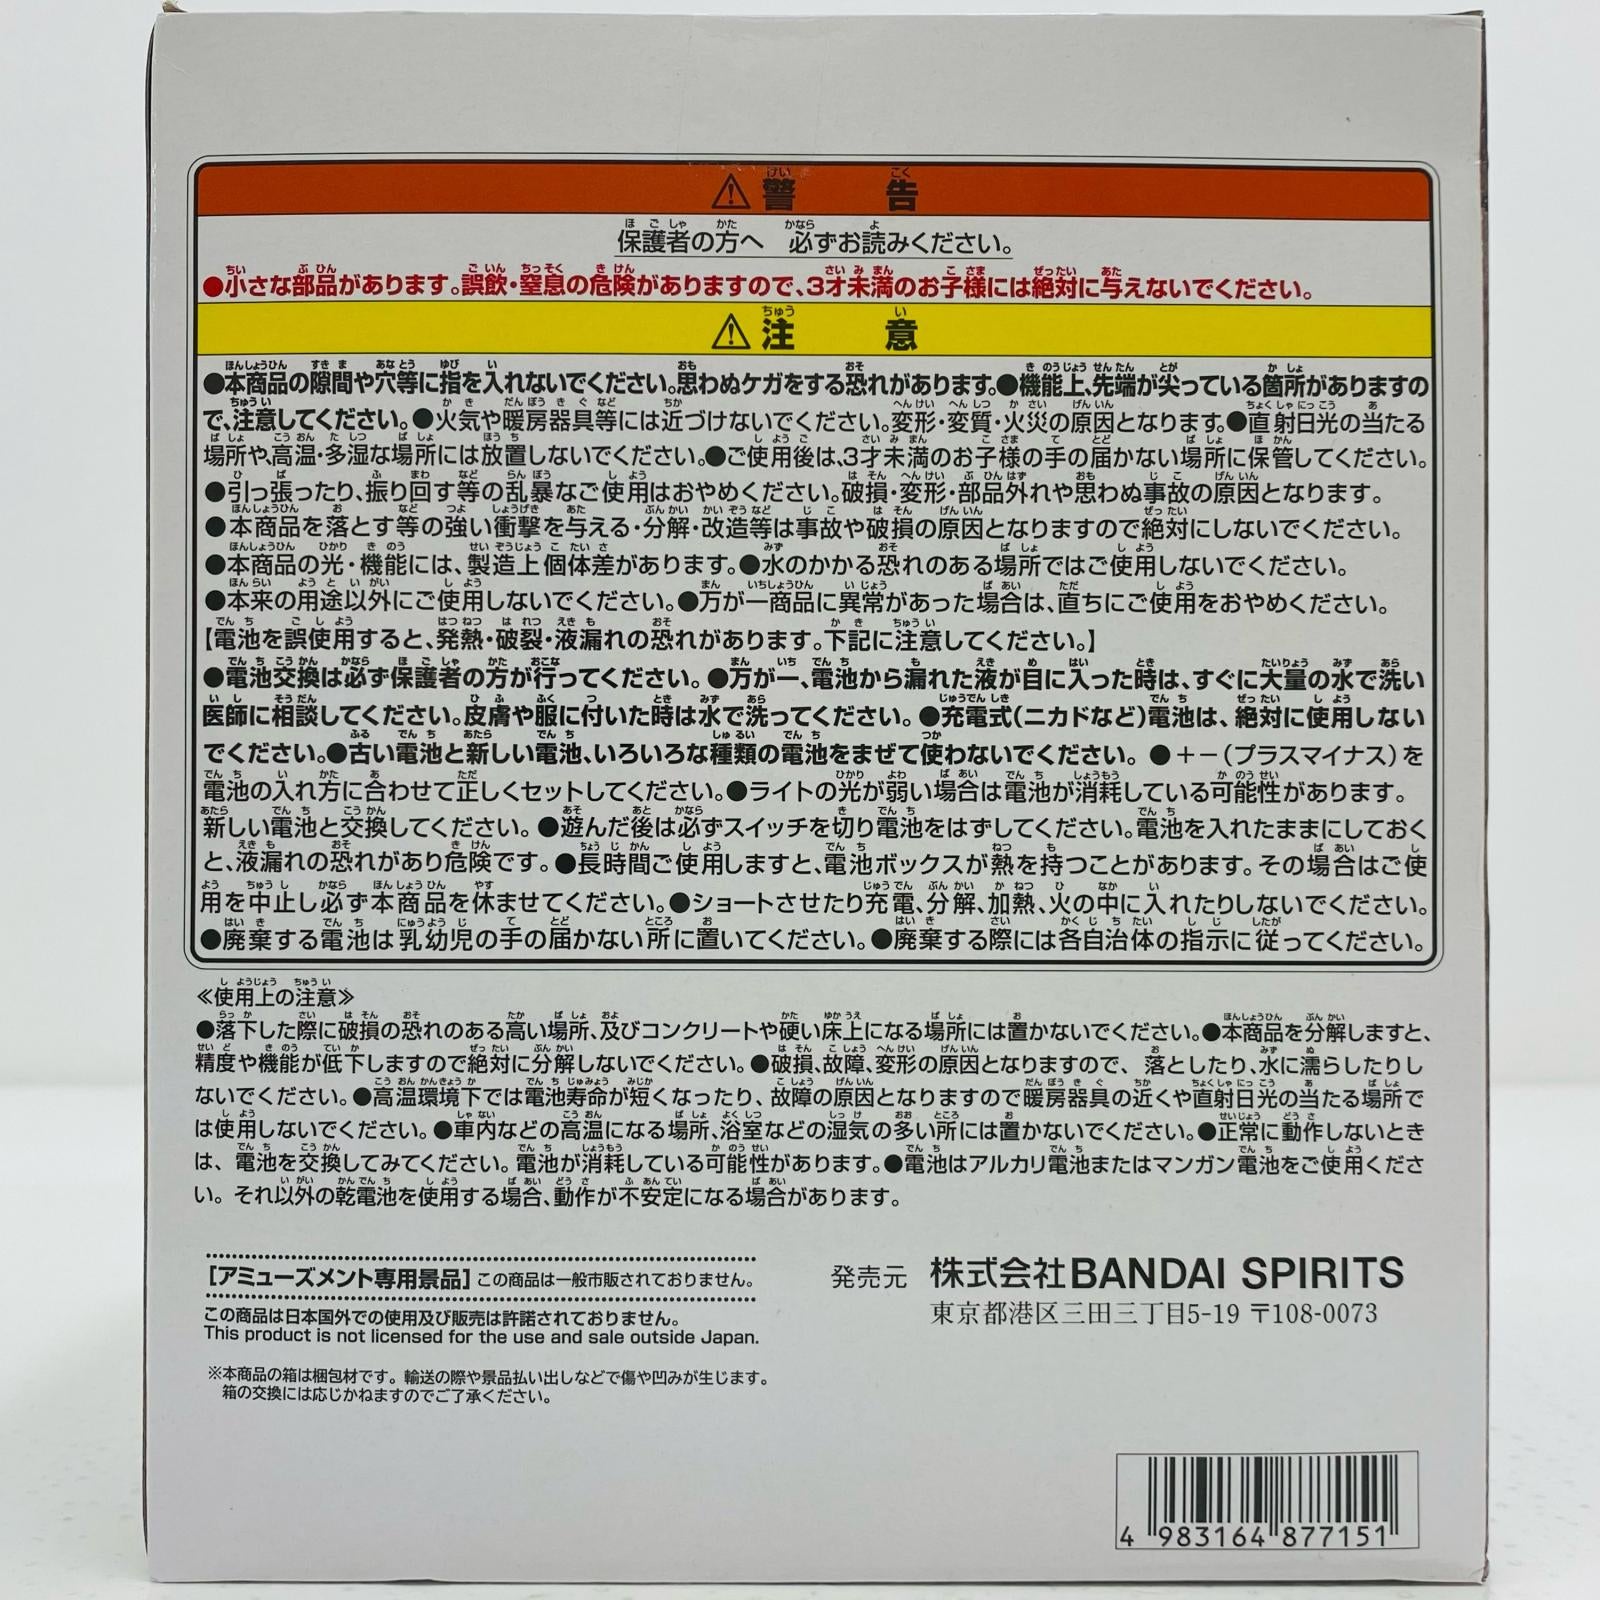 ⚠警告
保護者の方へ 必ずお読みください。
●小さな部品があります。誤飲・窒息の危険がありますので、3才未満のお子様には絶対に与えないでください。
⚠注意
●本商品の隙間や穴等に指を入れないでください。思わぬケガをする恐れがあります。●機能上、先端が尖っている箇所がありますの
で、注意してください。●火気や暖房器具等には近づけないでください。変形・変質・火災の原因となります。●直射日光の当たる
場所や、高温・多湿な場所には放置しないでください。●ご使用後は、3才未満のお子様の手の届かない場所に保管してください。
●引っ張ったり、振り回す等の乱暴なご使用はおやめください。破損・変形・部品外れや思わぬ事故の原因となります。
●本商品を落とす等の強い衝撃を与える・分解・改造等は事故や破損の原因となりますので絶対にしないでください。
●本商品の光・機能には、製造上個体差があります。●水のかかる恐れのある場所ではご使用しないでください。
●本来の用途以外にご使用しないでください。●万が一商品に異常があった場合は、直ちにご使用をおやめください。
【電池を誤使用すると、発熱・破裂・液漏れの恐れがあります。下記に注意してください。】
●電池交換は必ず保護者の方が行ってください。●万が一、電池から漏れた液が目に入った時は、すぐに大量の水で洗い
医師に相談してください。皮膚や服に付いた時は水で洗ってください。●充電式(ニカドなど)電池は、絶対に使用しない
でください。●古い電池と新しい電池、いろいろな種類の電池をまぜて使わないでください。●＋－(プラスマイナス)を
電池の入れ方に合わせて正しくセットしてください。●ライトの光が弱い場合は電池が消耗している可能性があります。
新しい電池と交換してください。●遊んだ後は必ずスイッチを切り電池をはずしてください。電池を入れたままにしておく
と、液漏れの恐れがあり危険です。●長時間ご使用しますと、電池ボックスが熱を持つことがあります。その場合はご使
用を中止し必ず本商品を休ませてください。●ショートさせたり充電、分解、加熱、火の中に入れたりしないでください。
●廃棄する電池は乳幼児の手の届かない所に置いてください。●廃棄する際には各自治体の指示に従ってください。
≪使用上の注意≫
●落下した際に破損の恐れのある高い場所、及びコンクリートや硬い床上になる場所には置かないでください。●本商品を分解しますと、
精度や機能が低下しますので絶対に分解しないでください。●破損、故障、変形の原因となりますので、落としたり、水に濡らしたりし
ないでください。●高温環境下では電池寿命が短くなったり、故障の原因となりますので暖房器具の近くや直射日光の当たる場所で
は使用しないでください。●車内などの高温になる場所、浴室などの湿気の多い所には置かないでください。●正常に動作しないとき
は、電池を交換してみてください。電池が消耗している可能性があります。●電池はアルカリ電池またはマンガン電池をご使用くださ
い。それ以外の乾電池を使用する場合、動作が不安定になる場合があります。
[アミューズメント専用景品] この商品は一般市販されておりません。
この商品は日本国外での使用及び販売は許諾されておりません。
This product is not licensed for the use and sale outside Japan.
※本商品の箱は梱包材です。輸送の際や景品払い出しなどで傷や凹みが生じます。
箱の交換には応じかねますのでご了承ください。
発売元 株式会社BANDAI SPIRITS
東京都港区三田三丁目5-19 〒108-0073
4 983164 877151